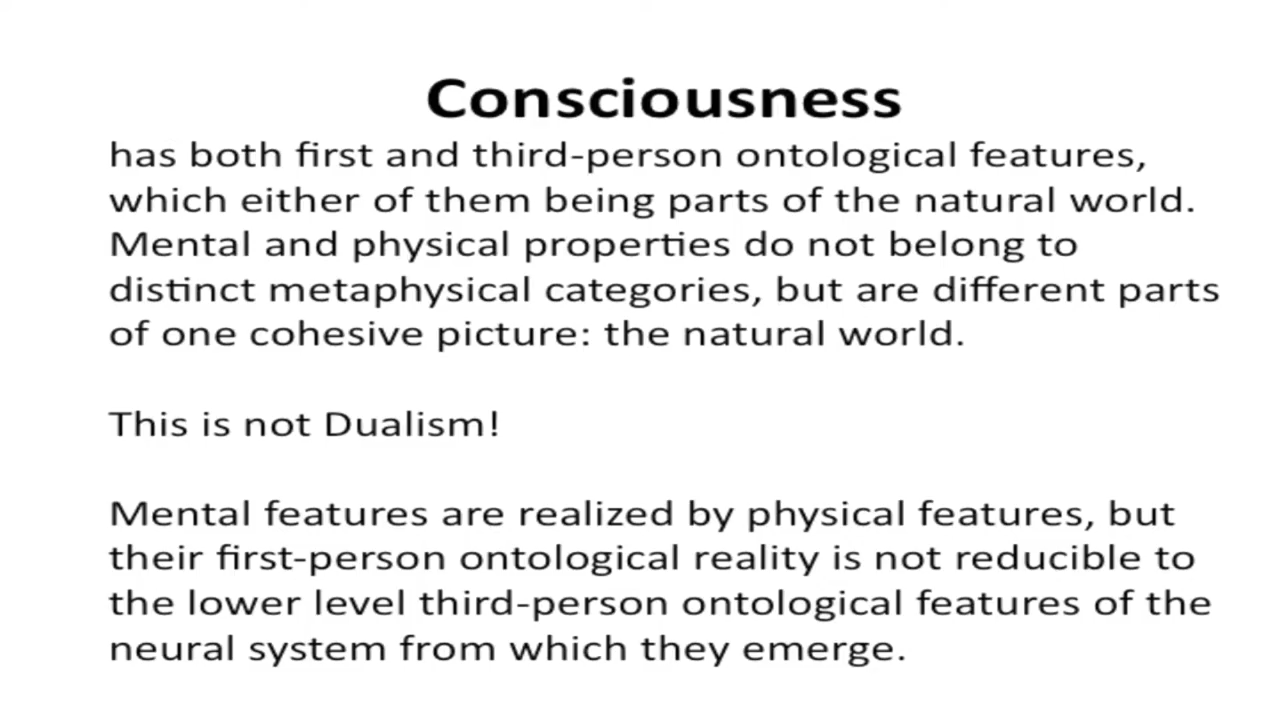 Consciousness
has both first and third-person ontological features,
which either of them being parts of the natural world.
Mental and physical properties do not belong to
distinct metaphysical categories, but are different parts
of one cohesive picture: the natural world.
This is not Dualism!
Mental features are realized by physical features, but
their first-person ontological reality is not reducible to
the lower level third-person ontological features of the
neural system from which they emerge.